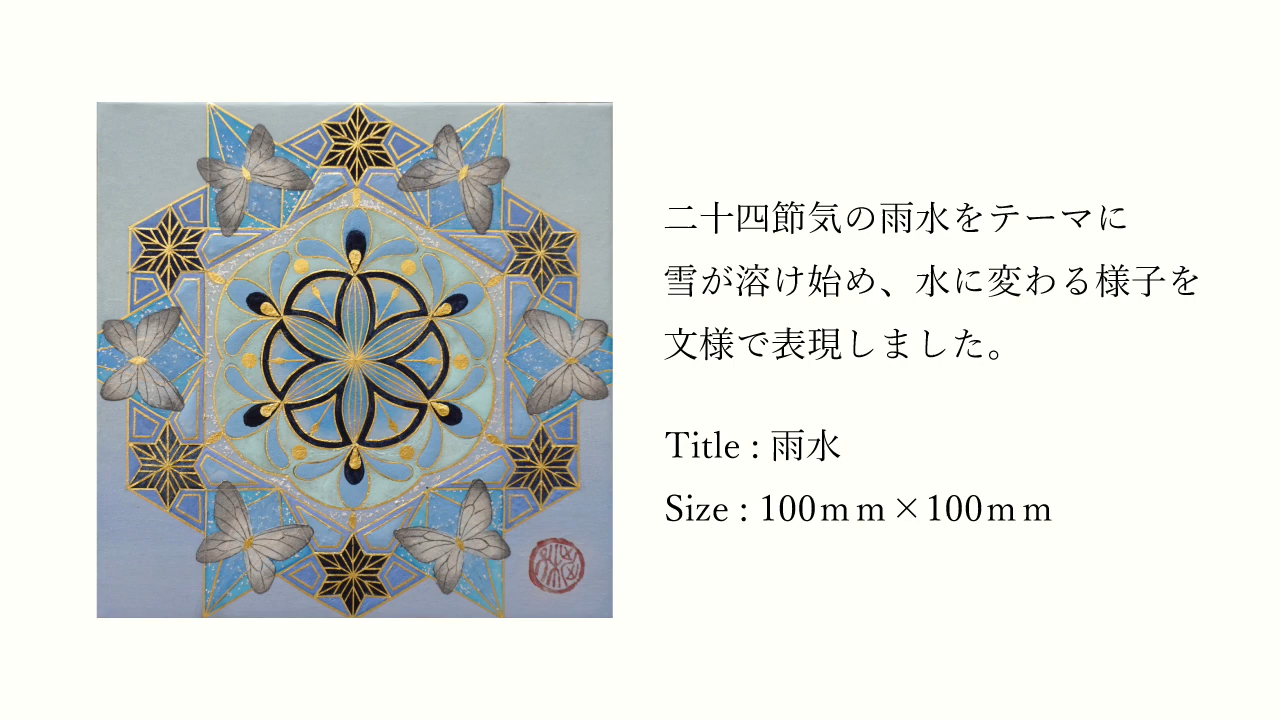 二十四節気の雨水をテーマに
雪が溶け始め、水に変わる様子を
文様で表現しました。
Title : 雨水
Size : 100ｍｍ×100ｍｍ